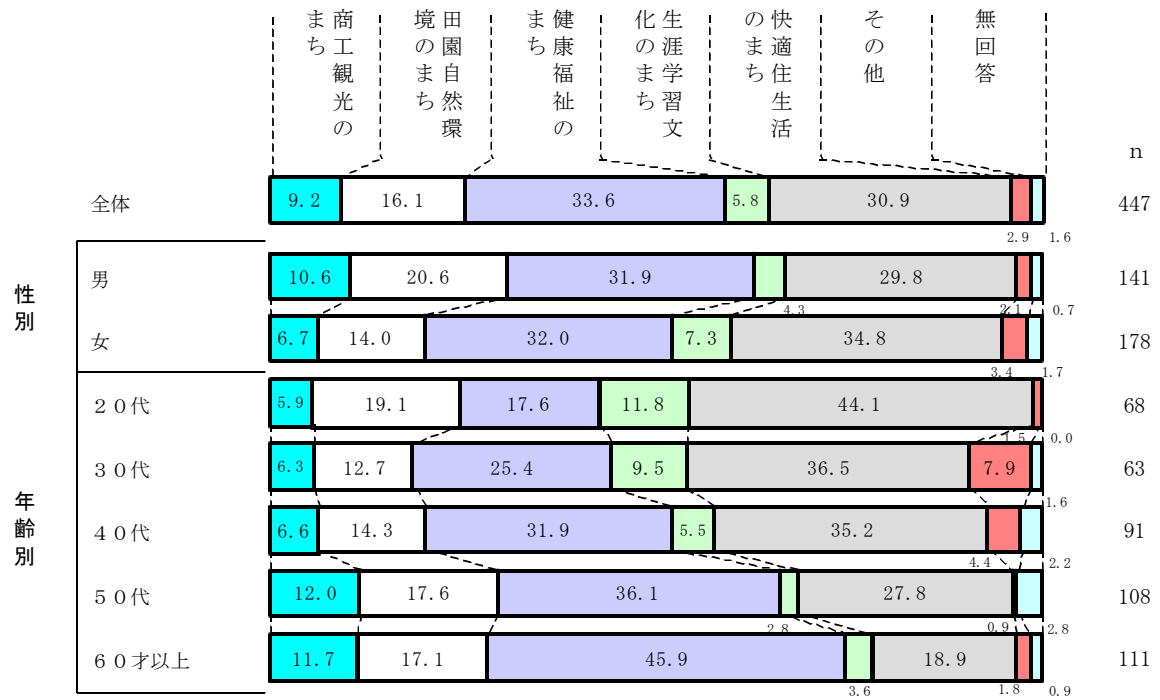 商工観光の
まち
田園自然環
境のまち
健康福祉の
まち
生涯学習文
化のまち
快適住生活
のまち
その他
無回答
n
全体 9.2 16.1 33.6 5.8 30.9 447
2.9 1.6
性別
男 10.6 20.6 31.9 29.8 141
4.3 2.1 0.7
女 6.7 14.0 32.0 7.3 34.8 178
3.4 1.7
年齢別
20代 5.9 19.1 17.6 11.8 44.1 68
1.5 0.0
30代 6.3 12.7 25.4 9.5 36.5 7.9 63
1.6
40代 6.6 14.3 31.9 5.5 35.2 91
4.4 2.2
50代 12.0 17.6 36.1 27.8 108
2.8 0.9 2.8
60才以上 11.7 17.1 45.9 18.9 111
3.6 1.8 0.9